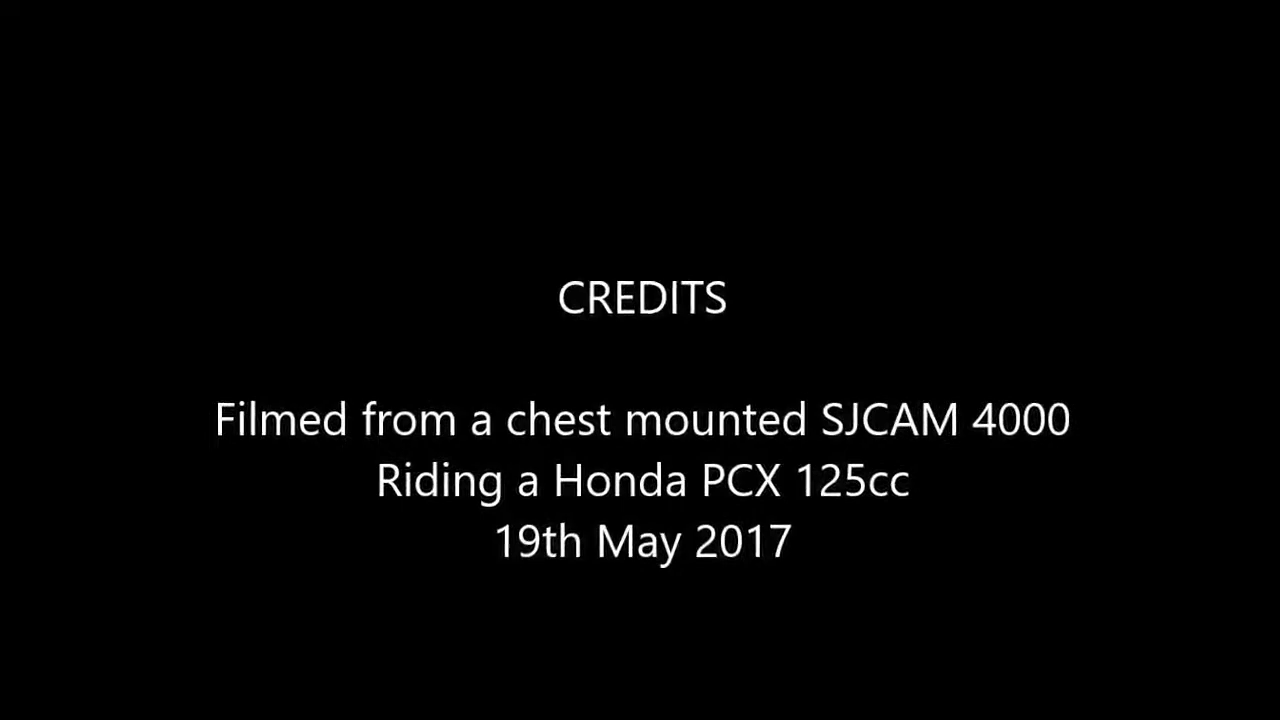 CREDITS
Filmed from a chest mounted SJCAM 4000
Riding a Honda PCX 125cc
19th May 2017